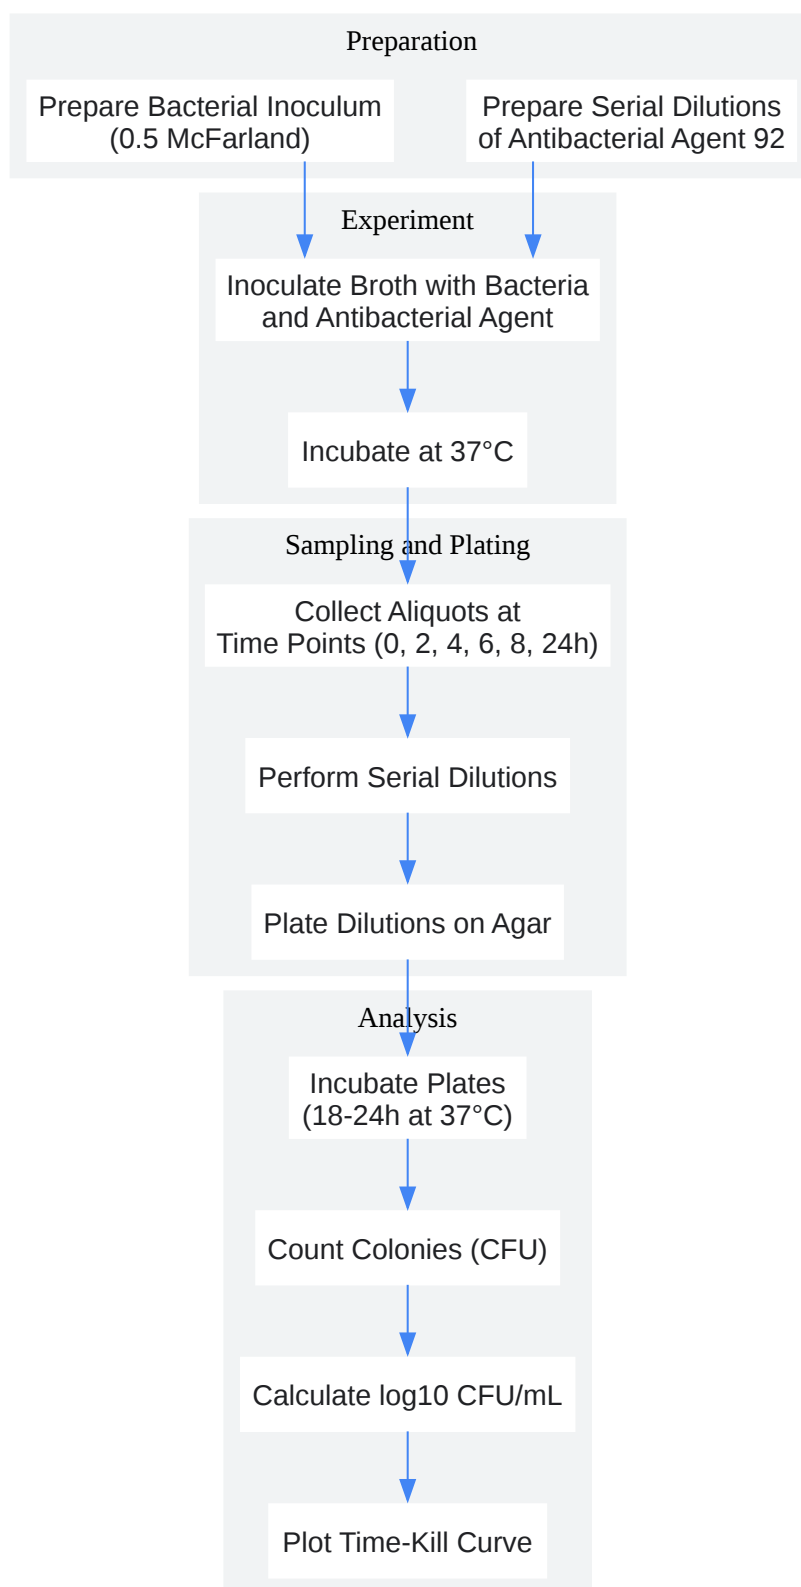 Preparation
Prepare Bacterial Inoculum
(0.5 McFarland)
Prepare Serial Dilutions
of Antibacterial Agent 92
Experiment
Inoculate Broth with Bacteria
and Antibacterial Agent
Incubate at 37°C
Sampling and Plating
Collect Aliquots at
Time Points (0, 2, 4, 6, 8, 24h)
Perform Serial Dilutions
Plate Dilutions on Agar
Analysis
Incubate Plates
(18-24h at 37°C)
Count Colonies (CFU)
Calculate log10 CFU/mL
Plot Time-Kill Curve